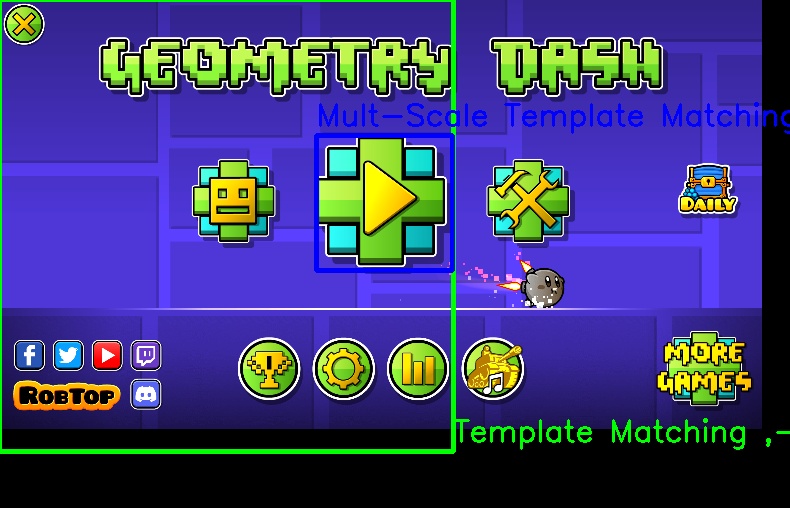 GEOMETRY DASH
Mult-Scale Template Matching
DAILY
f
ROBTOP
MORE
GAMES
Template Matching ,-